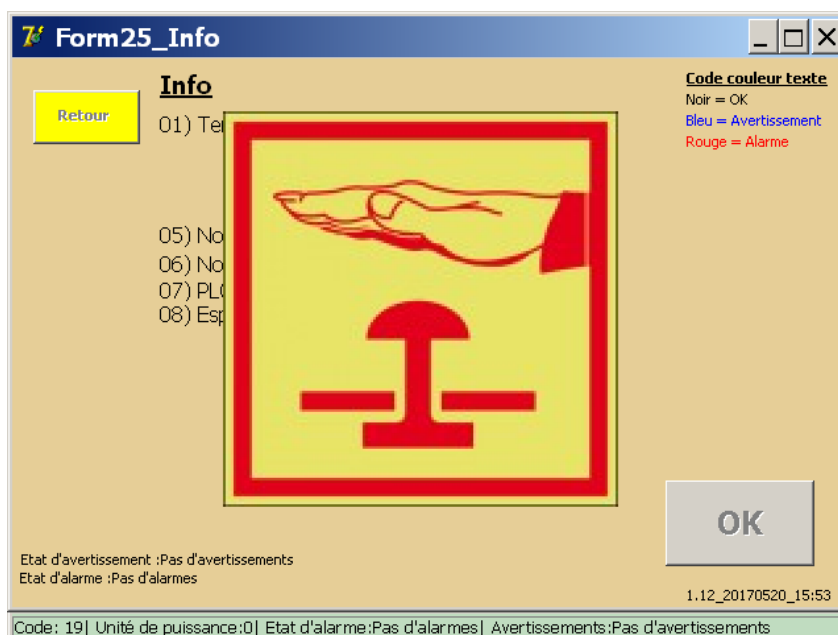 Form25_Info
Info
Retour
Code couleur texte
Noir = OK
Bleu = Avertissement
Rouge = Alarme
01) Te
05) No
06) No
07) PL
08) Esp
OK
Etat d'avertissement :Pas d'avertissements
Etat d'alarme :Pas d'alarmes
1.12_20170520_15:53
Code: 19| Unité de puissance:0| Etat d'alarme:Pas d'alarmes| Avertissements:Pas d'avertissements